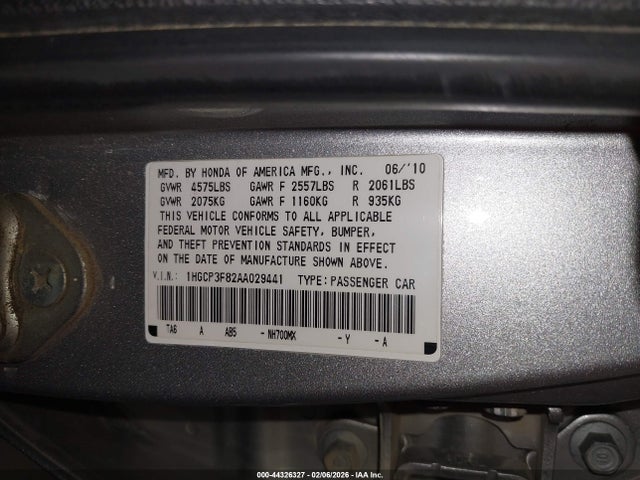 MFD. BY HONDA OF AMERICA MFG., INC. 06/'10
GVWR 4575LBS GAWR F 2557LBS R 2061LBS
GVWR 2075KG GAWR F 1160KG R 935KG
THIS VEHICLE CONFORMS TO ALL APPLICABLE
FEDERAL MOTOR VEHICLE SAFETY, BUMPER,
AND THEFT PREVENTION STANDARDS IN EFFECT
ON THE DATE OF MANUFACTURE SHOWN ABOVE.
V.I.N.: 1HGCP3F82AA029441 TYPE: PASSENGER CAR
TA6 A AB5 - NH700MX - Y - A
000-44326327 - 02/06/2026 - IAA Inc.